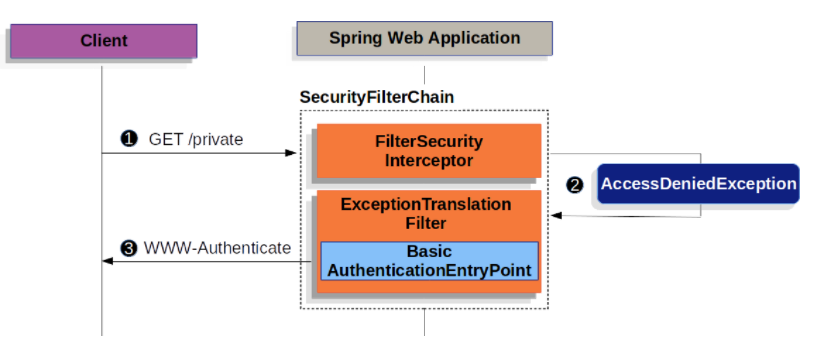 Client
Spring Web Application
SecurityFilterChain
❶ GET /private
FilterSecurity
Interceptor
❷ AccessDeniedException
ExceptionTranslation
Filter
❸ WWW-Authenticate
Basic
AuthenticationEntryPoint